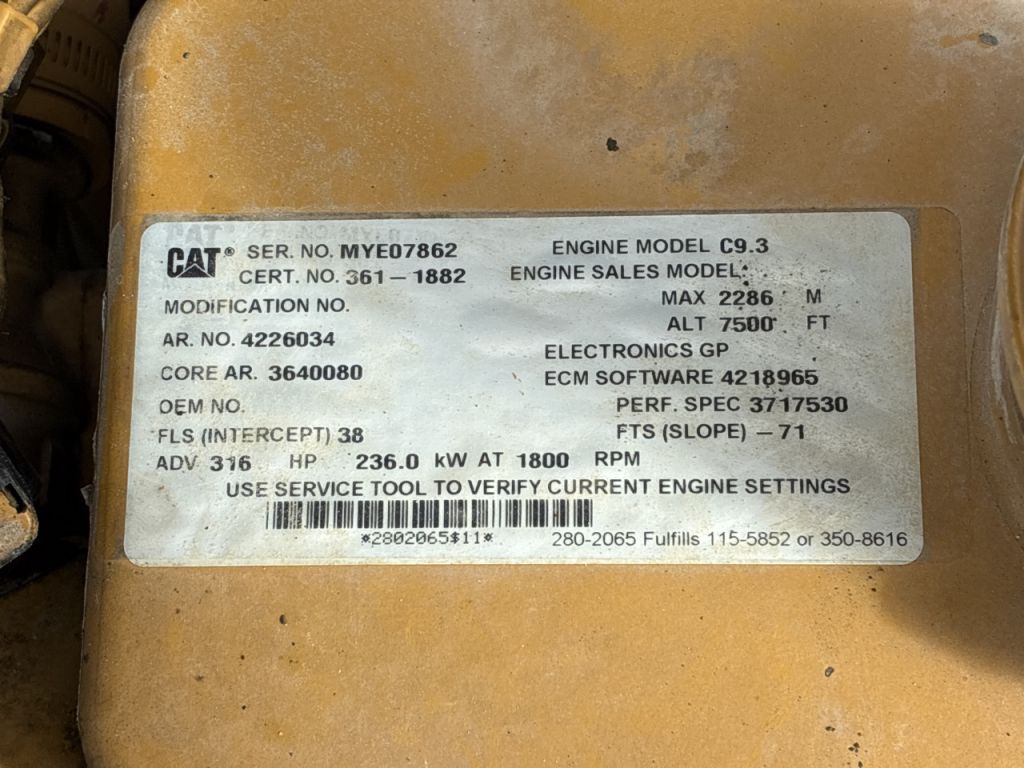 CAT® SER. NO. MYE07862 ENGINE MODEL C9.3
CERT. NO. 361-1882 ENGINE SALES MODEL:
MODIFICATION NO. MAX 2286 M
ALT 7500 FT
AR. NO. 4226034
ELECTRONICS GP
CORE AR. 3640080 ECM SOFTWARE 4218965
OEM NO. PERF. SPEC 3717530
FLS (INTERCEPT) 38 FTS (SLOPE) -71
ADV 316 HP 236.0 kW AT 1800 RPM
USE SERVICE TOOL TO VERIFY CURRENT ENGINE SETTINGS
*2802065$11* 280-2065 Fulfills 115-5852 or 350-8616